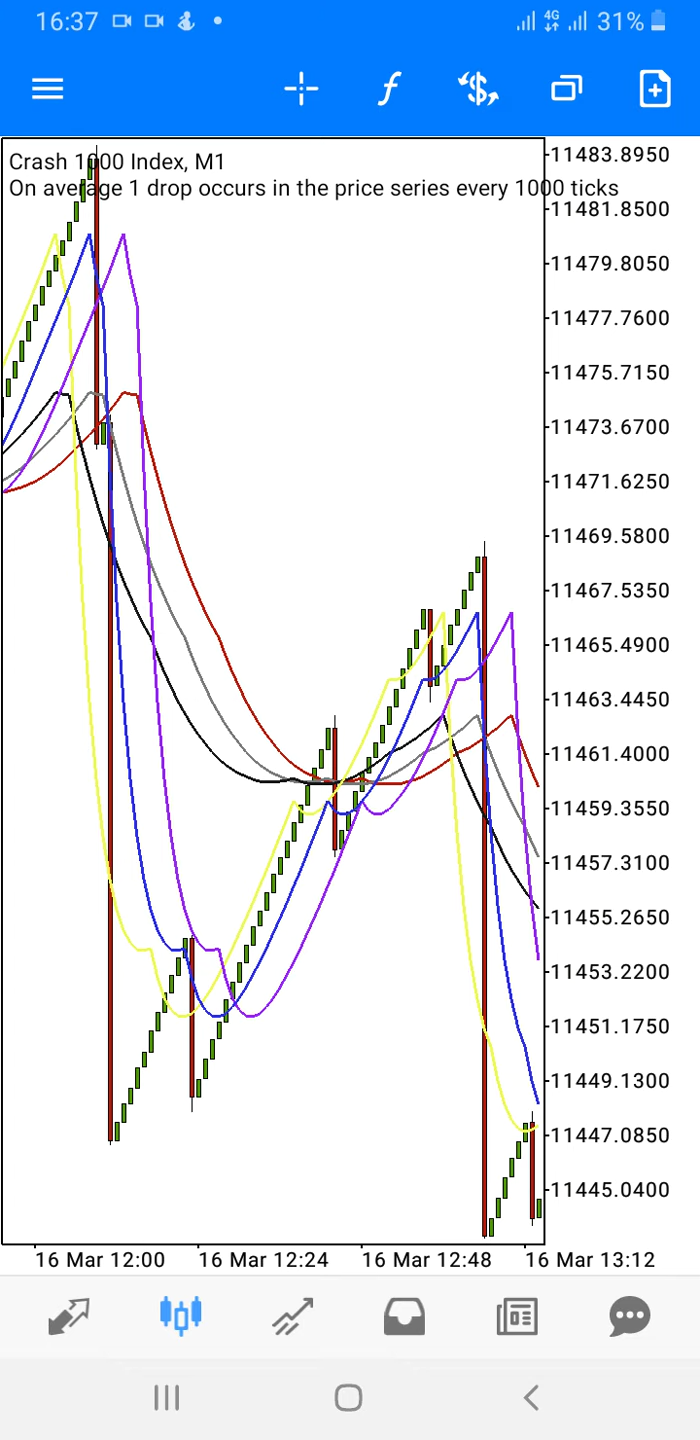 16:37
4G
31%
f
$
Crash 1000 Index, M1
On average 1 drop occurs in the price series every 1000 ticks
11483.8950
11481.8500
11479.8050
11477.7600
11475.7150
11473.6700
11471.6250
11469.5800
11467.5350
11465.4900
11463.4450
11461.4000
11459.3550
11457.3100
11455.2650
11453.2200
11451.1750
11449.1300
11447.0850
11445.0400
16 Mar 12:00
16 Mar 12:24
16 Mar 12:48
16 Mar 13:12